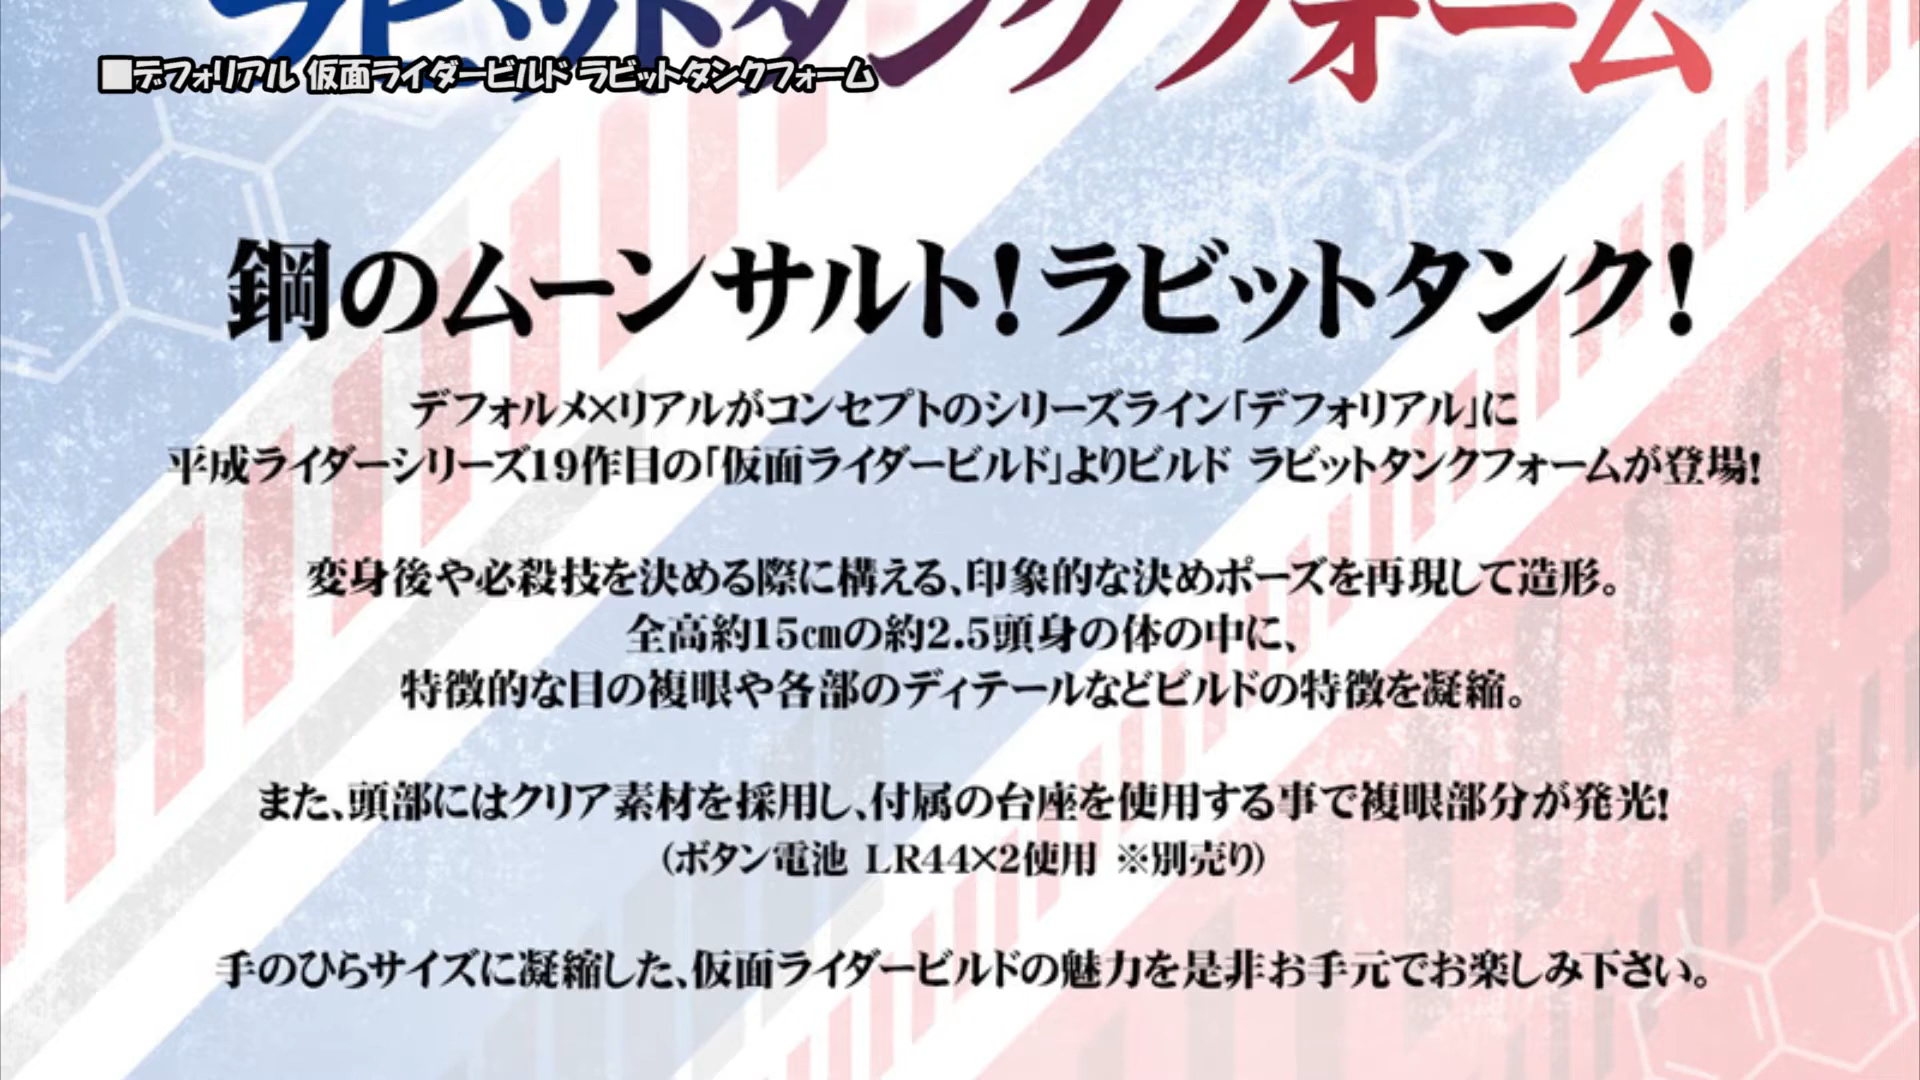 ラビットタンクフォーム
■デフォリアル 仮面ライダービルド ラビットタンクフォーム
鋼のムーンサルト!ラビットタンク!
デフォルメ×リアルがコンセプトのシリーズライン「デフォリアル」に
平成ライダーシリーズ19作目の「仮面ライダービルド」よりビルド ラビットタンクフォームが登場!
変身後や必殺技を決める際に構える、印象的な決めポーズを再現して造形。
全高約15㎝の約2.5頭身の体の中に、
特徴的な目の複眼や各部のディテールなどビルドの特徴を凝縮。
また、頭部にはクリア素材を採用し、付属の台座を使用する事で複眼部分が発光!
(ボタン電池 LR44×2使用 ※別売り)
手のひらサイズに凝縮した、仮面ライダービルドの魅力を是非お手元でお楽しみ下さい。